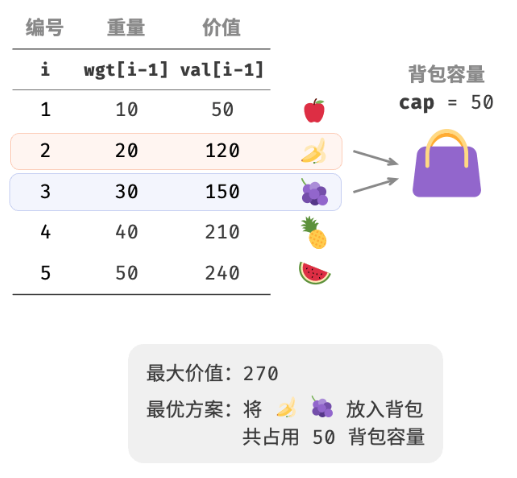 编号 重量 价值
i wgt[i-1] val[i-1]
1 10 50
2 20 120
3 30 150
4 40 210
5 50 240
背包容量
cap = 50
最大价值：270
最优方案：将 放入背包
共占用 50 背包容量